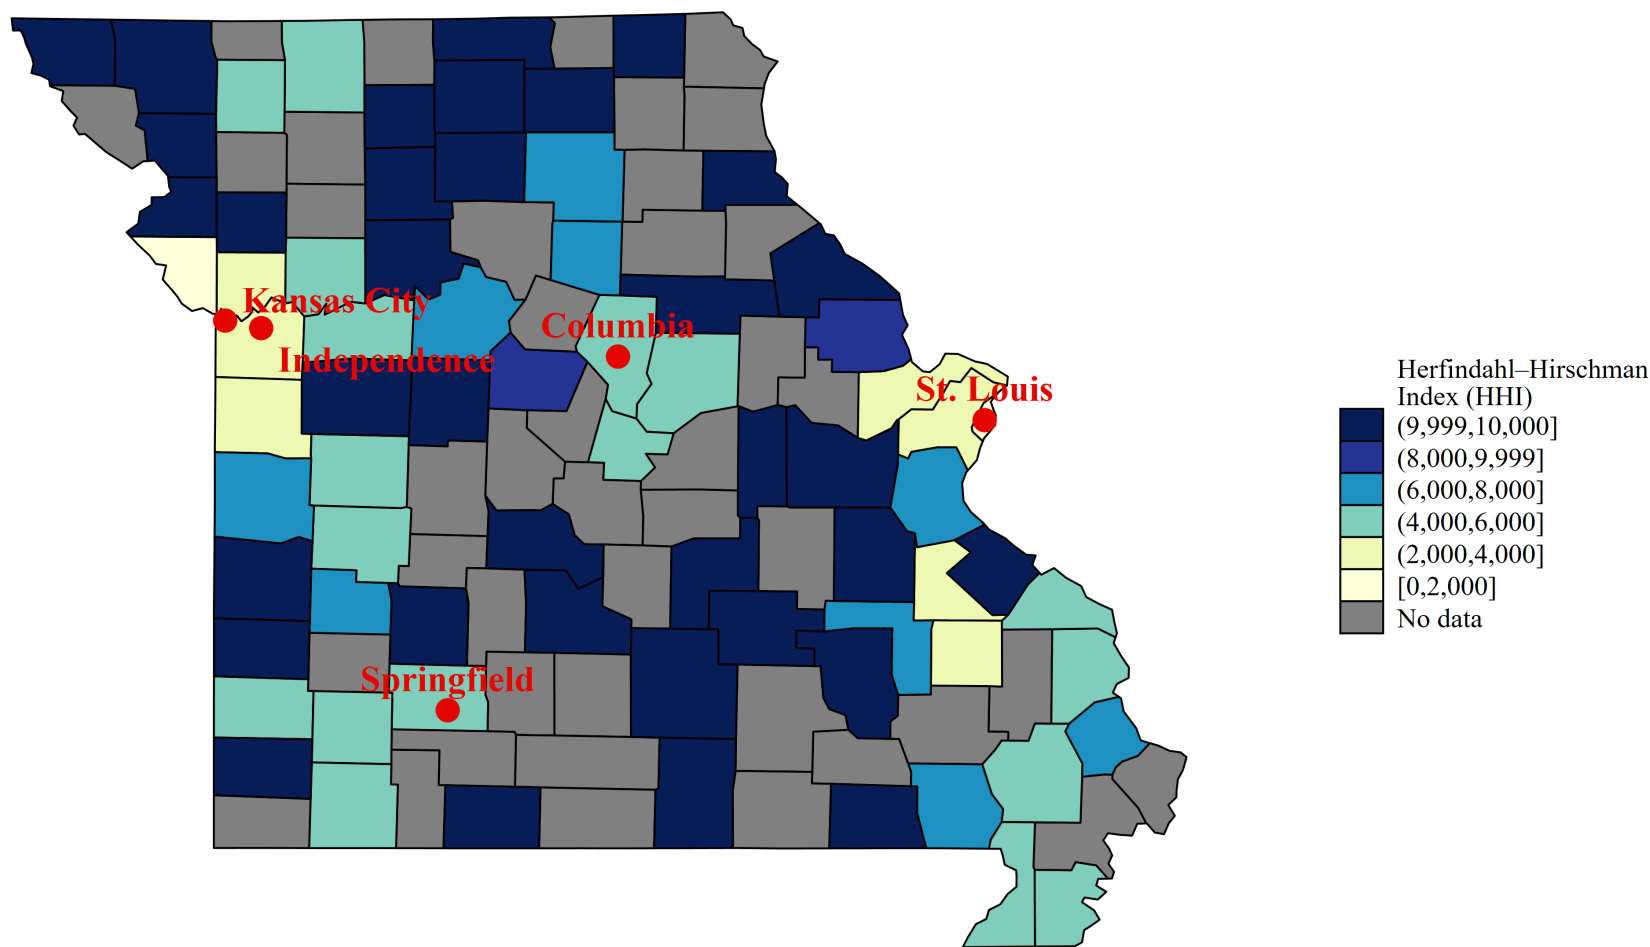 Kansas City
Columbia
Independence
St. Louis
Springfield
Herfindahl–Hirschman
Index (HHI)
(9,999,10,000]
(8,000,9,999]
(6,000,8,000]
(4,000,6,000]
(2,000,4,000]
[0,2,000]
No data